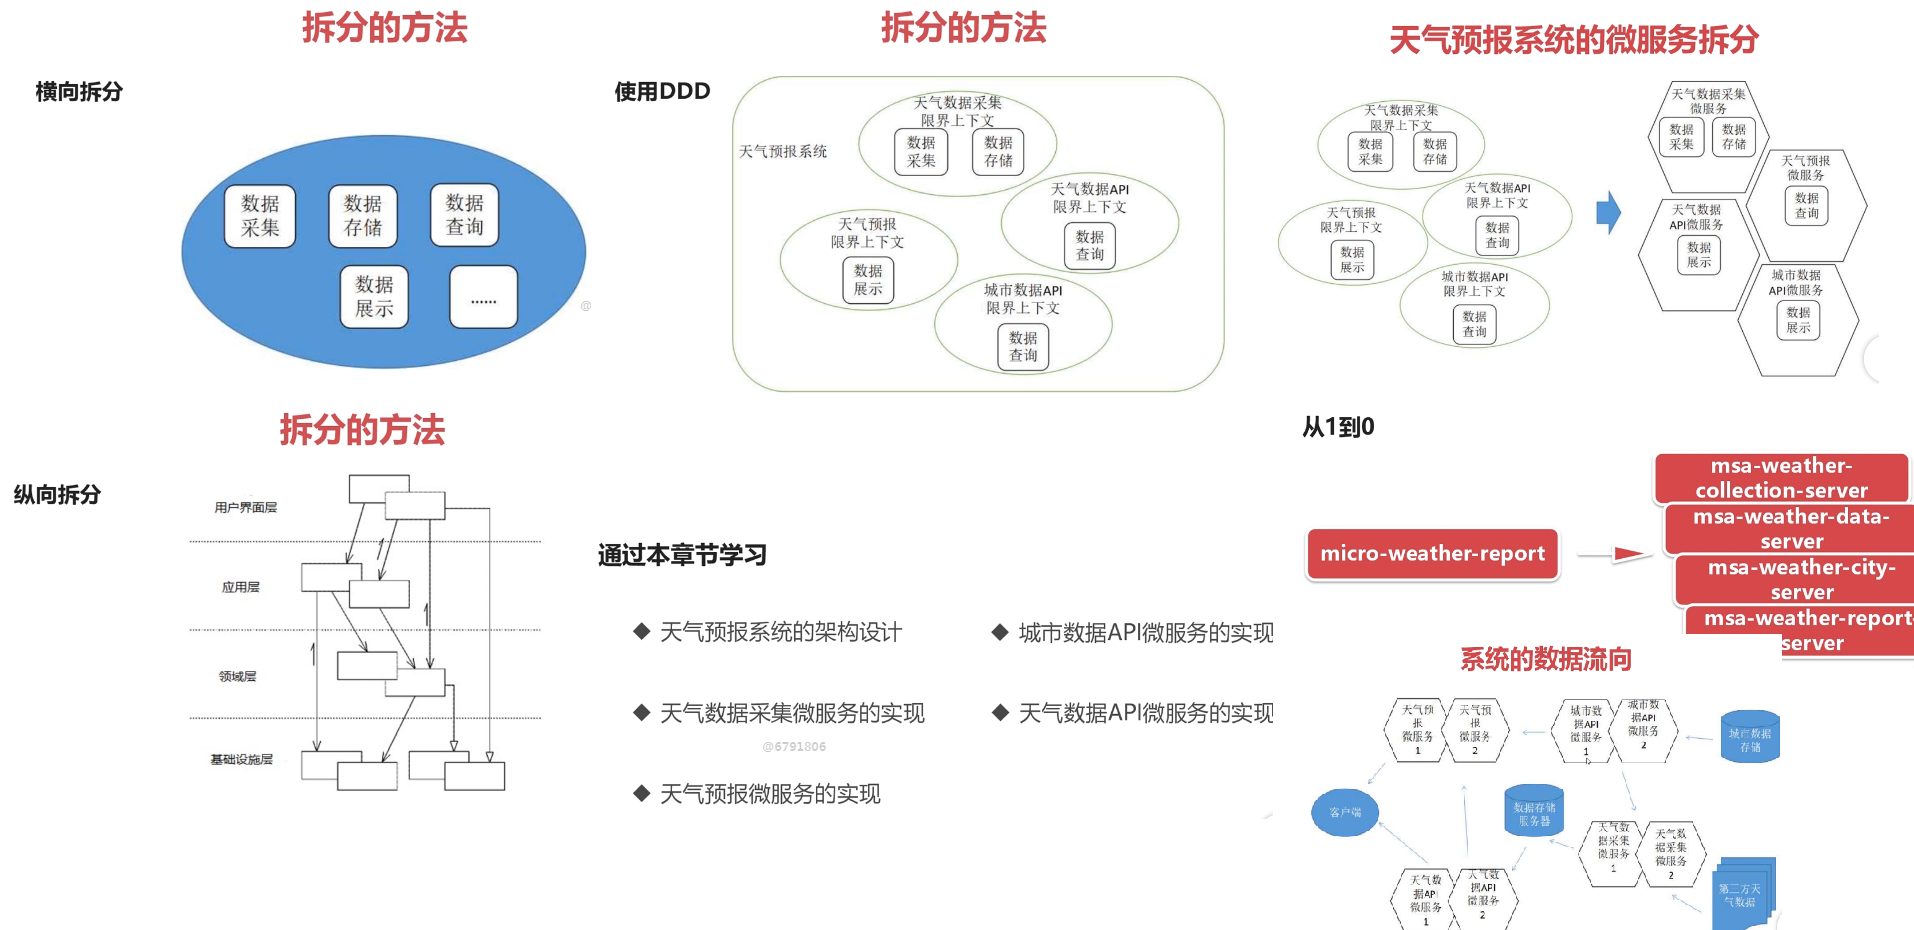 拆分的方法
横向拆分
数据
采集
数据
存储
数据
查询
数据
展示
......
@
拆分的方法
使用DDD
天气预报系统
天气数据采集
限界上下文
数据
采集
数据
存储
天气数据API
限界上下文
数据
查询
天气预报
限界上下文
数据
展示
城市数据API
限界上下文
数据
查询
天气预报系统的微服务拆分
天气数据采集
限界上下文
数据
采集
数据
存储
天气数据API
限界上下文
数据
查询
天气预报
限界上下文
数据
展示
城市数据API
限界上下文
数据
查询
天气数据采集
微服务
数据
采集
数据
存储
天气预报
微服务
数据
查询
天气数据
API微服务
数据
展示
城市数据
API微服务
数据
展示
拆分的方法
纵向拆分
用户界面层
应用层
领域层
基础设施层
通过本章节学习
天气预报系统的架构设计
城市数据API微服务的实现
天气数据采集微服务的实现
天气数据API微服务的实现
@6791806
天气预报微服务的实现
从1到0
micro-weather-report
msa-weather-
collection-server
msa-weather-data-
server
msa-weather-city-
server
msa-weather-report-
server
系统的数据流向
天气预
报
微服务
1
天气预
报
微服务
2
城市数
据API
微服务
1
城市数
据API
微服务
2
城市数据
存储
客户端
数据存储
服务器
天气数
据采集
微服务
1
天气数
据采集
微服务
2
第三方天
气数据
天气数
据API
微服务
1
天气数
据API
微服务
2